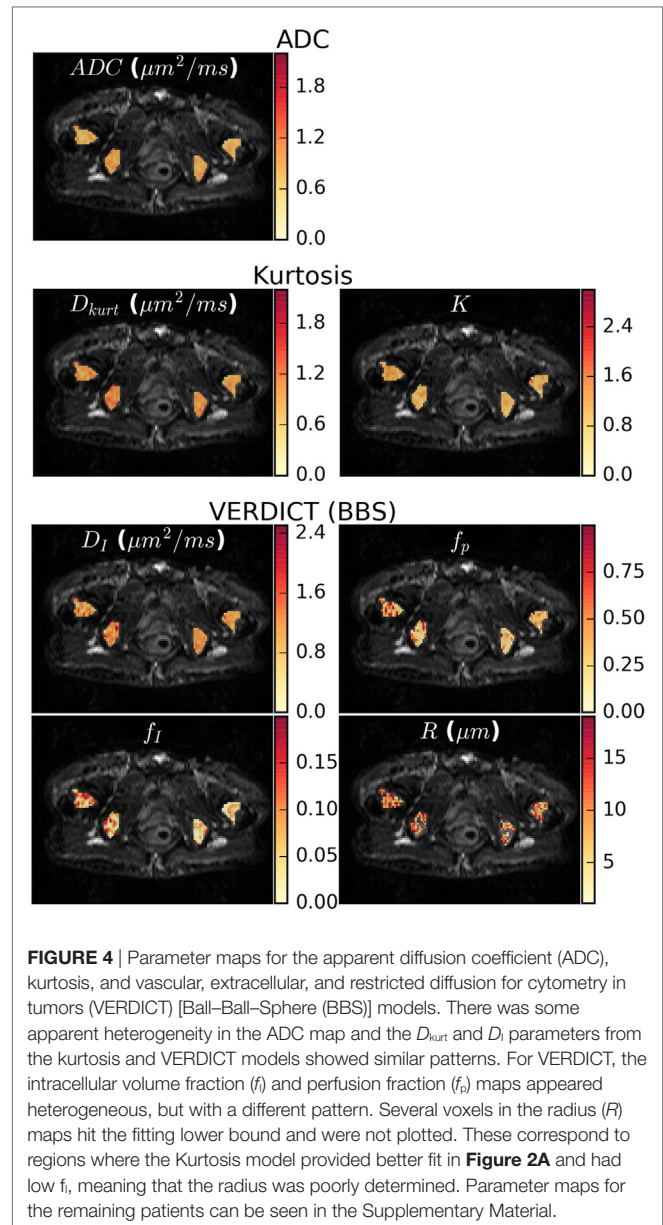 ADC
ADC (μm²/ms)
1.8
1.2
0.6
0.0
Kurtosis
D_kurt (μm²/ms)
1.8
1.2
0.6
0.0
K
2.4
1.6
0.8
0.0
VERDICT (BBS)
D_I (μm²/ms)
2.4
1.6
0.8
0.0
f_p
0.75
0.50
0.25
0.00
f_I
0.15
0.10
0.05
0.00
R (μm)
15
10
5
FIGURE 4 | Parameter maps for the apparent diffusion coefficient (ADC),
kurtosis, and vascular, extracellular, and restricted diffusion for cytometry in
tumors (VERDICT) [Ball–Ball–Sphere (BBS)] models. There was some
apparent heterogeneity in the ADC map and the D_kurt and D_I parameters from
the kurtosis and VERDICT models showed similar patterns. For VERDICT, the
intracellular volume fraction (f_I) and perfusion fraction (f_p) maps appeared
heterogeneous, but with a different pattern. Several voxels in the radius (R)
maps hit the fitting lower bound and were not plotted. These correspond to
regions where the Kurtosis model provided better fit in Figure 2A and had
low f_I, meaning that the radius was poorly determined. Parameter maps for
the remaining patients can be seen in the Supplementary Material.